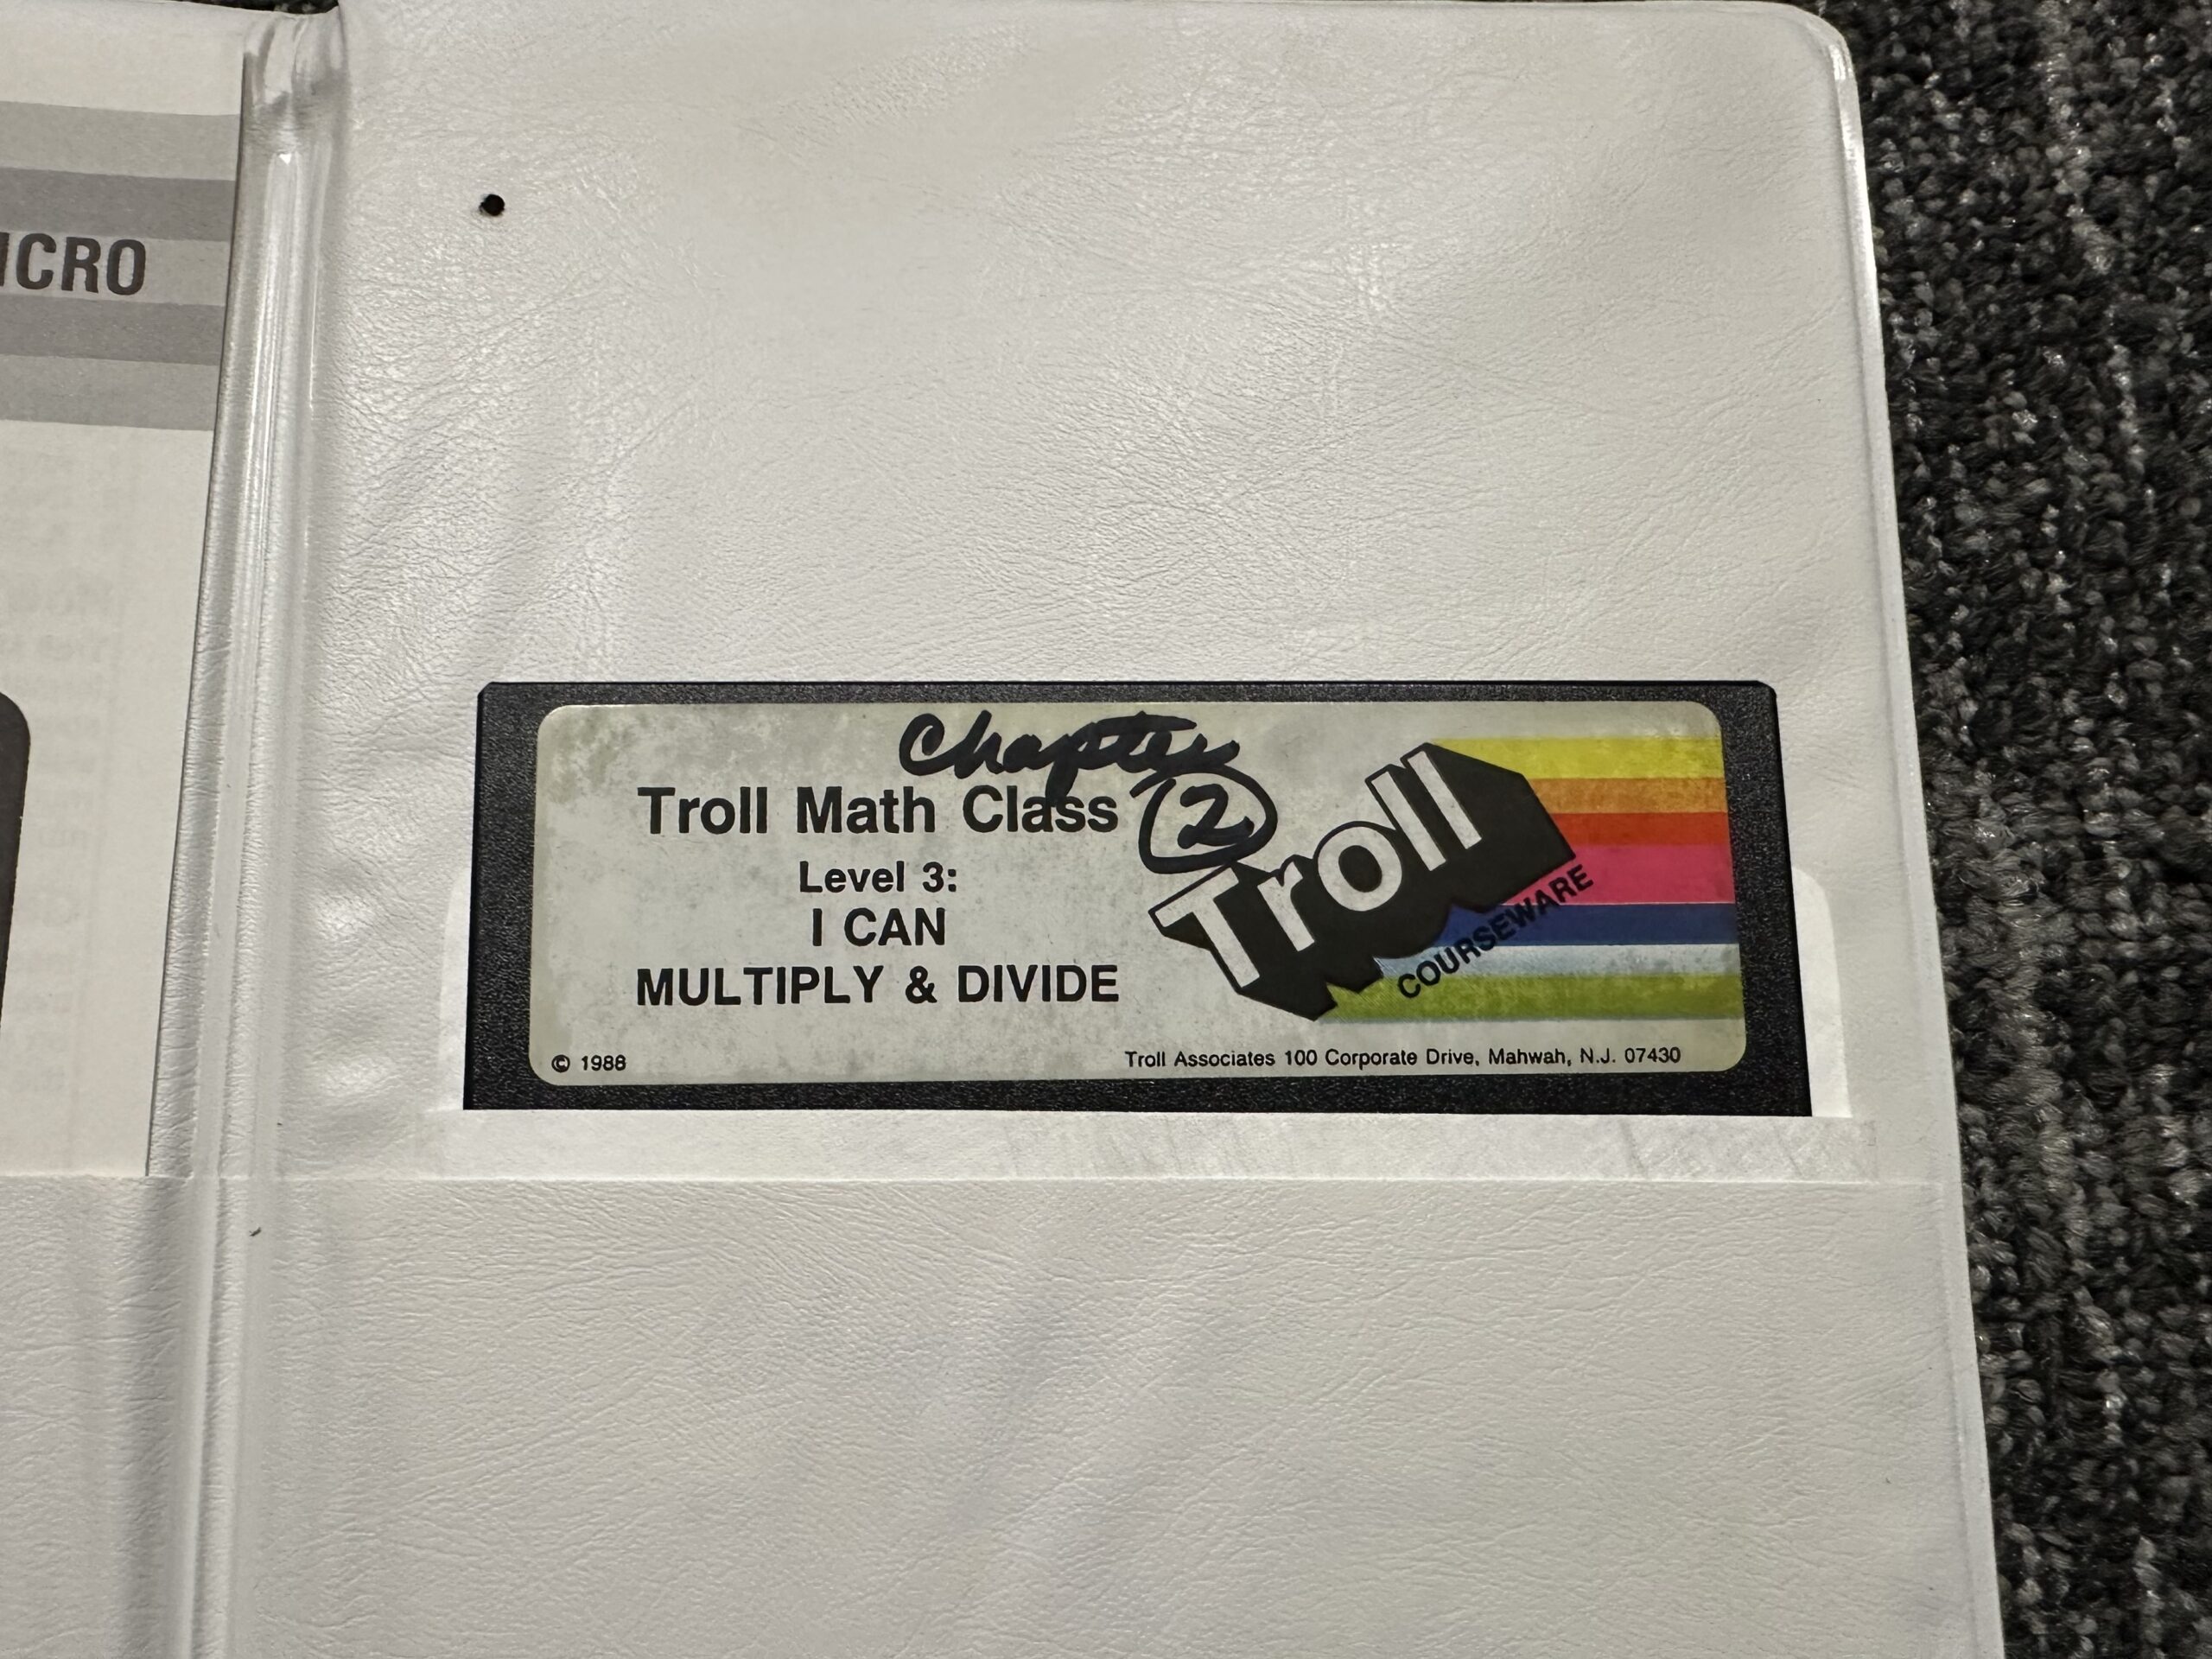 ICRO
Chapter
2
Troll Math Class
Level 3:
I CAN
MULTIPLY & DIVIDE
Troll
COURSEWARE
© 1988
Troll Associates 100 Corporate Drive, Mahwah, N.J. 07430